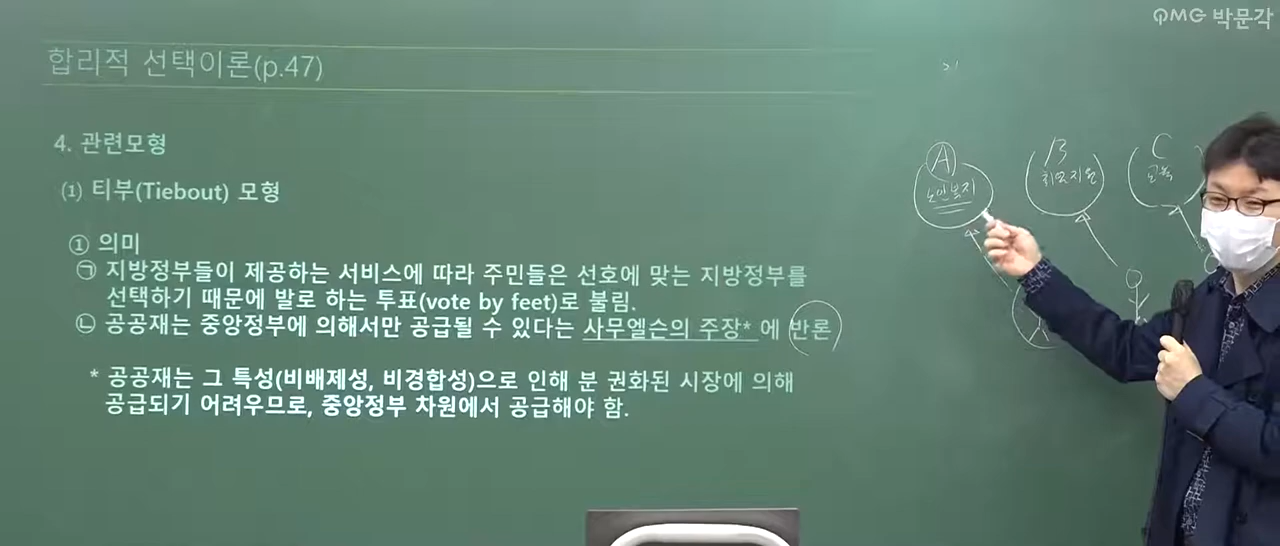 PMG 박문각
합리적 선택이론(p.47)
4. 관련모형
(1) 티부(Tiebout) 모형
① 의미
㉠ 지방정부들이 제공하는 서비스에 따라 주민들은 선호에 맞는 지방정부를
선택하기 때문에 발로 하는 투표(vote by feet)로 불림.
㉡ 공공재는 중앙정부에 의해서만 공급될 수 있다는 사무엘슨의 주장* 에 반론
* 공공재는 그 특성(비배제성, 비경합성)으로 인해 분 권화된 시장에 의해
공급되기 어려우므로, 중앙정부 차원에서 공급해야 함.
A
노인복지
B
취업지원
C
교육